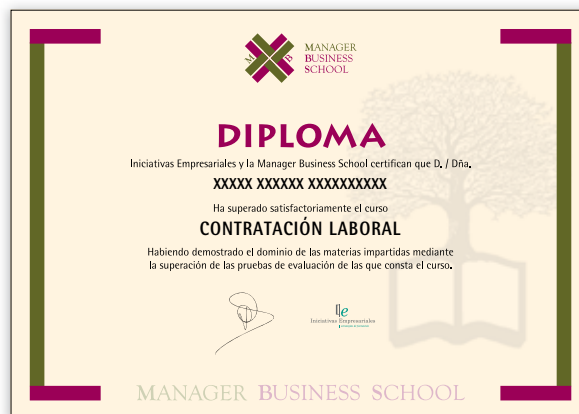 M B
MANAGER
BUSINESS
SCHOOL
DIPLOMA
Iniciativas Empresariales y la Manager Business School certifican que D. / Dña.
XXXXX XXXXXX XXXXXXXXXX
Ha superado satisfactoriamente el curso
CONTRATACIÓN LABORAL
Habiendo demostrado el dominio de las materias impartidas mediante
la superación de las pruebas de evaluación de las que consta el curso.
Iniciativas Empresariales
MANAGER BUSINESS SCHOOL